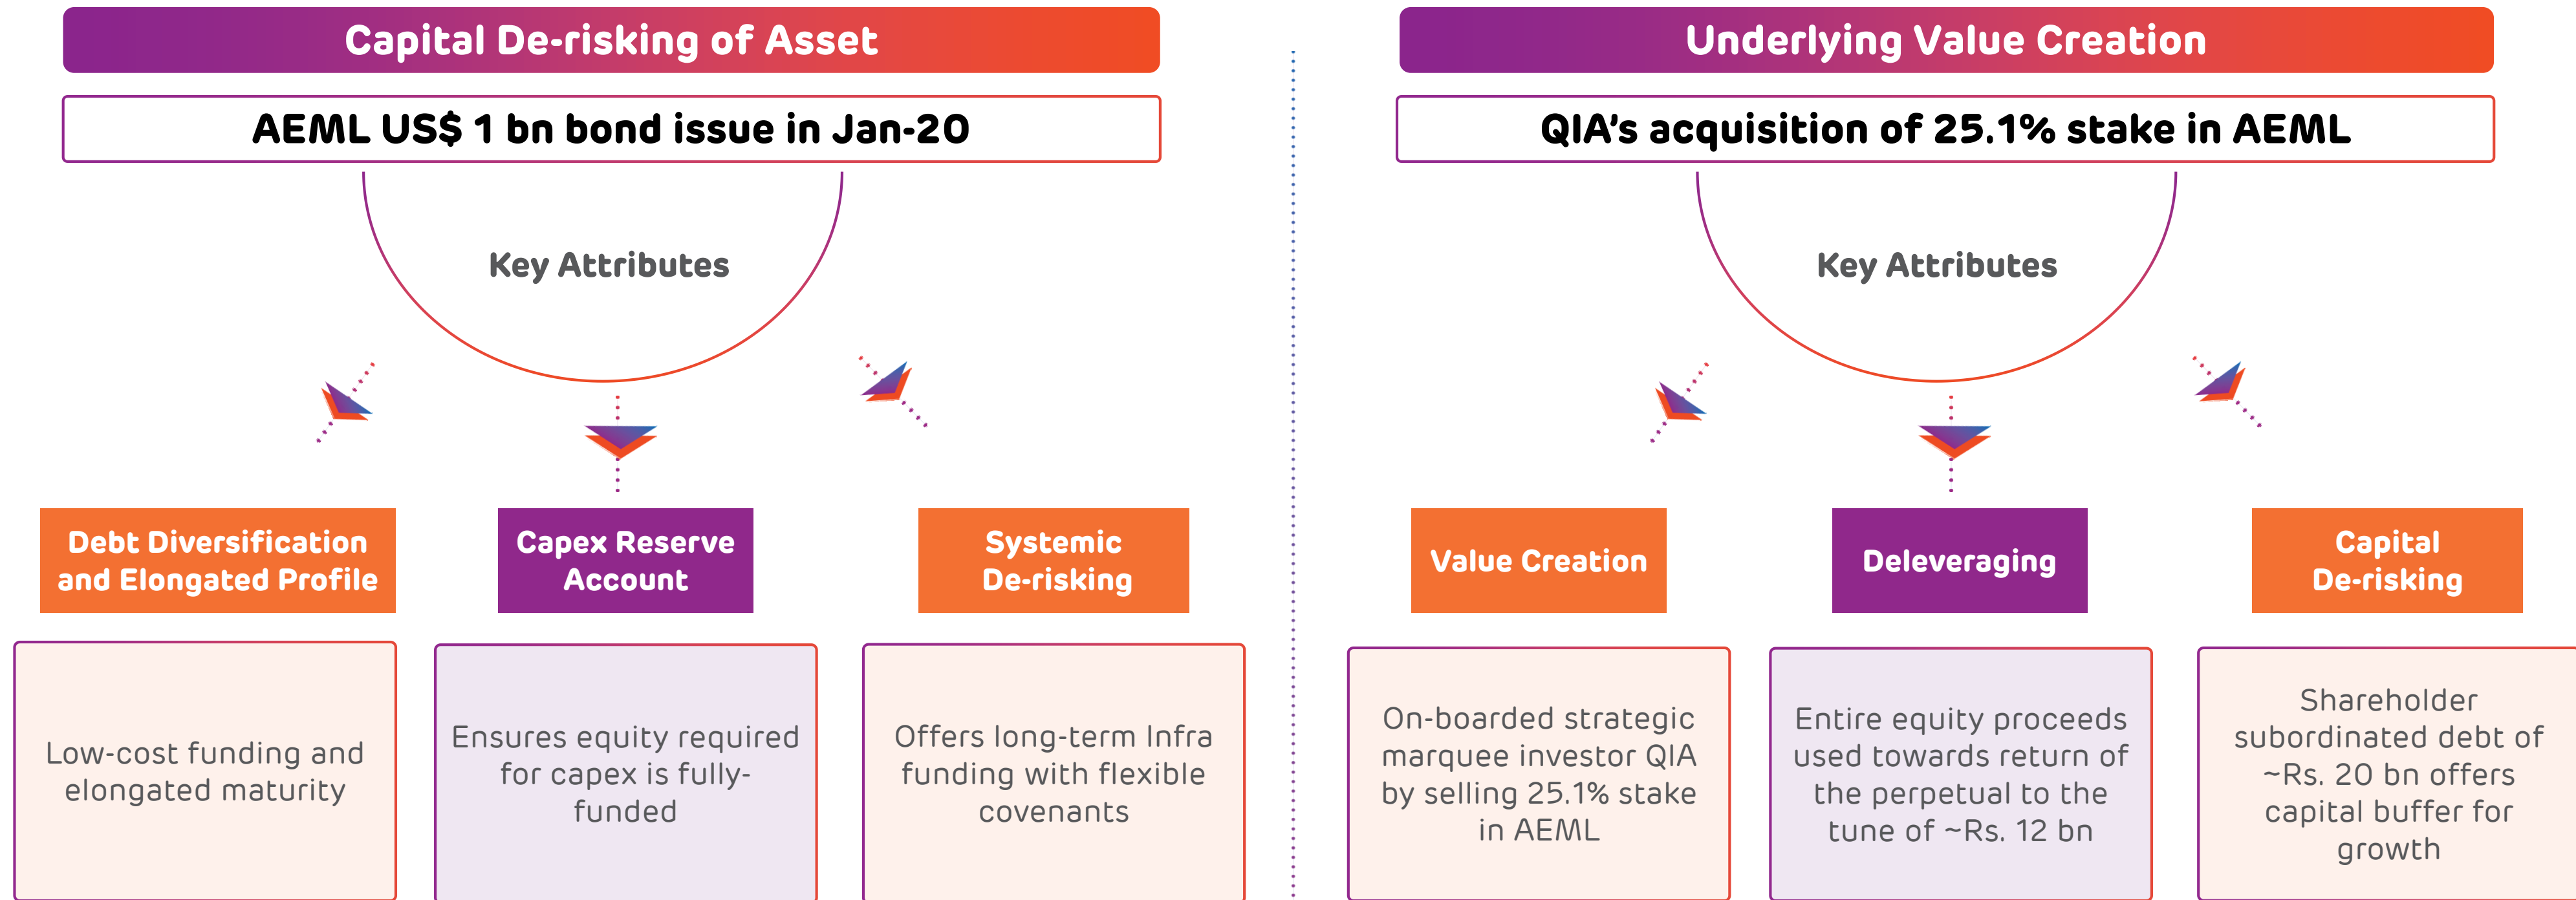 Capital De-risking of Asset
AEML US$ 1 bn bond issue in Jan-20
Key Attributes
Debt Diversification
and Elongated Profile
Low-cost funding and
elongated maturity
Capex Reserve
Account
Ensures equity required
for capex is fully-
funded
Systemic
De-risking
Offers long-term Infra
funding with flexible
covenants
Underlying Value Creation
QIA's acquisition of 25.1% stake in AEML
Key Attributes
Value Creation
On-boarded strategic
marquee investor QIA
by selling 25.1% stake
in AEML
Deleveraging
Entire equity proceeds
used towards return of
the perpetual to the
tune of ~Rs. 12 bn
Capital
De-risking
Shareholder
subordinated debt of
~Rs. 20 bn offers
capital buffer for
growth